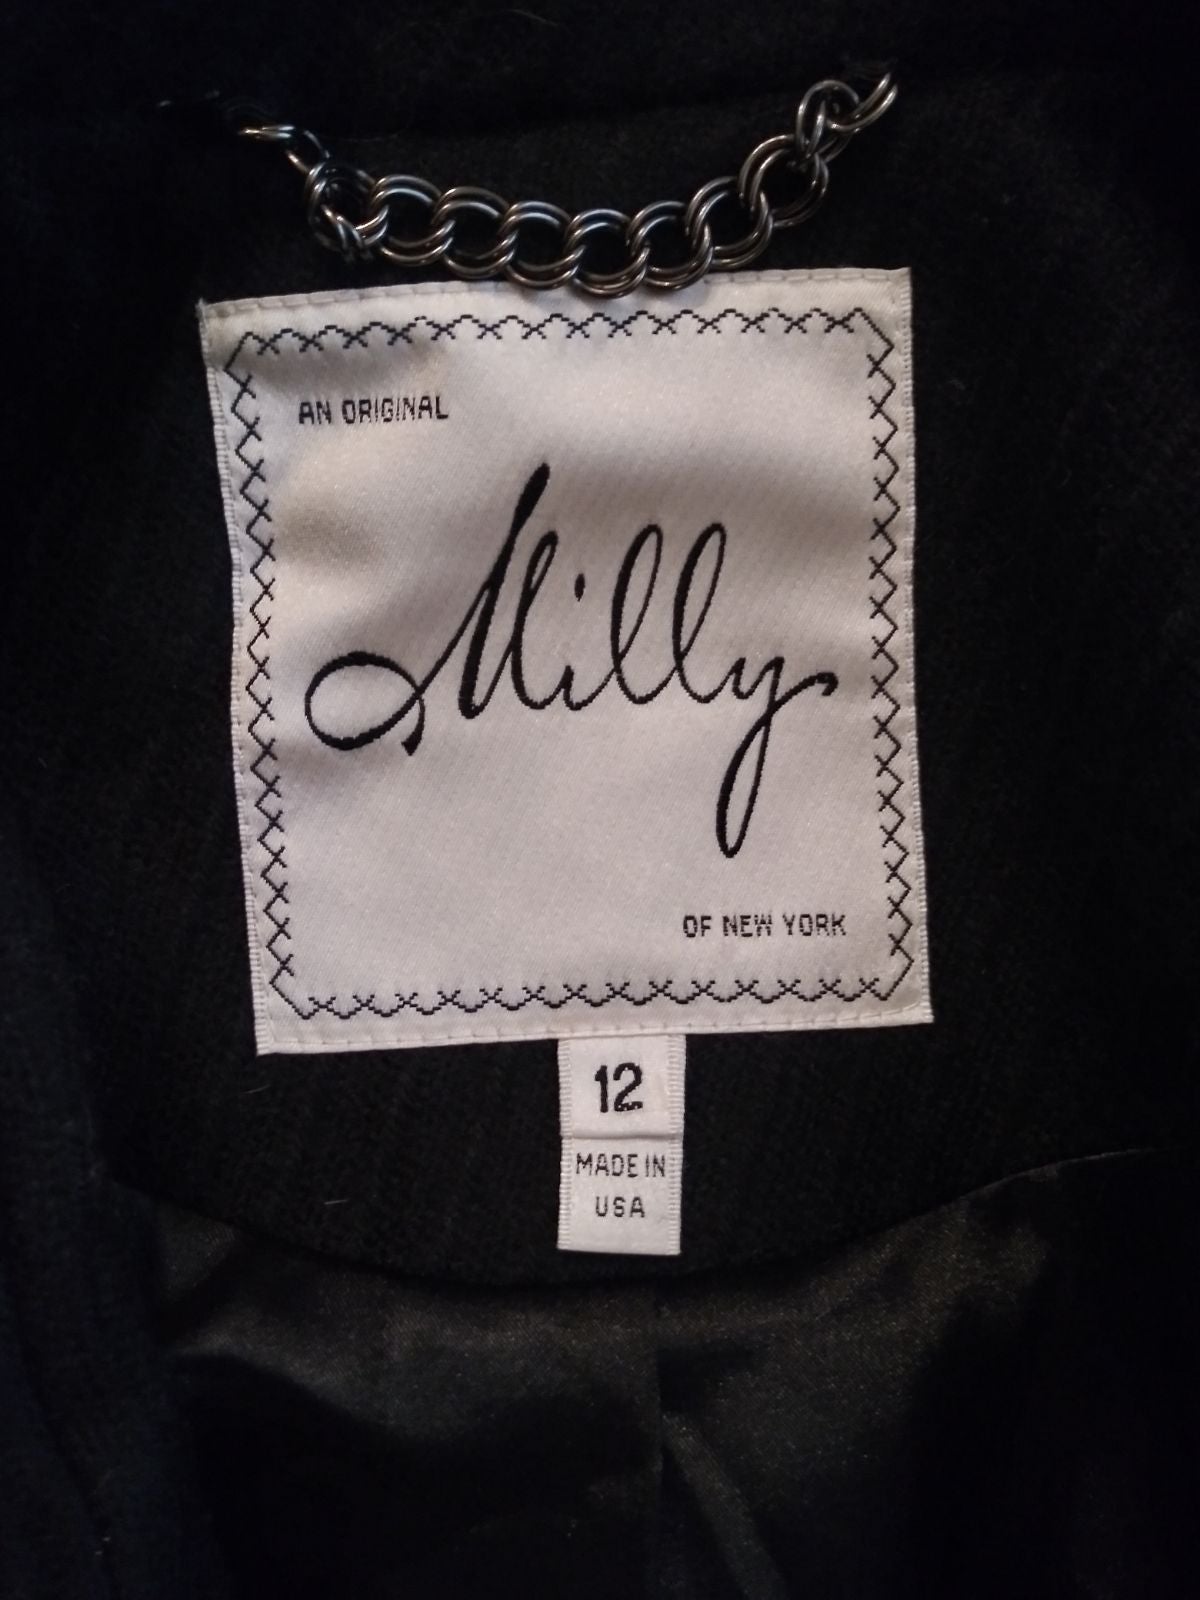 AN ORIGINAL
Milly
OF NEW YORK
12
MADE IN
USA